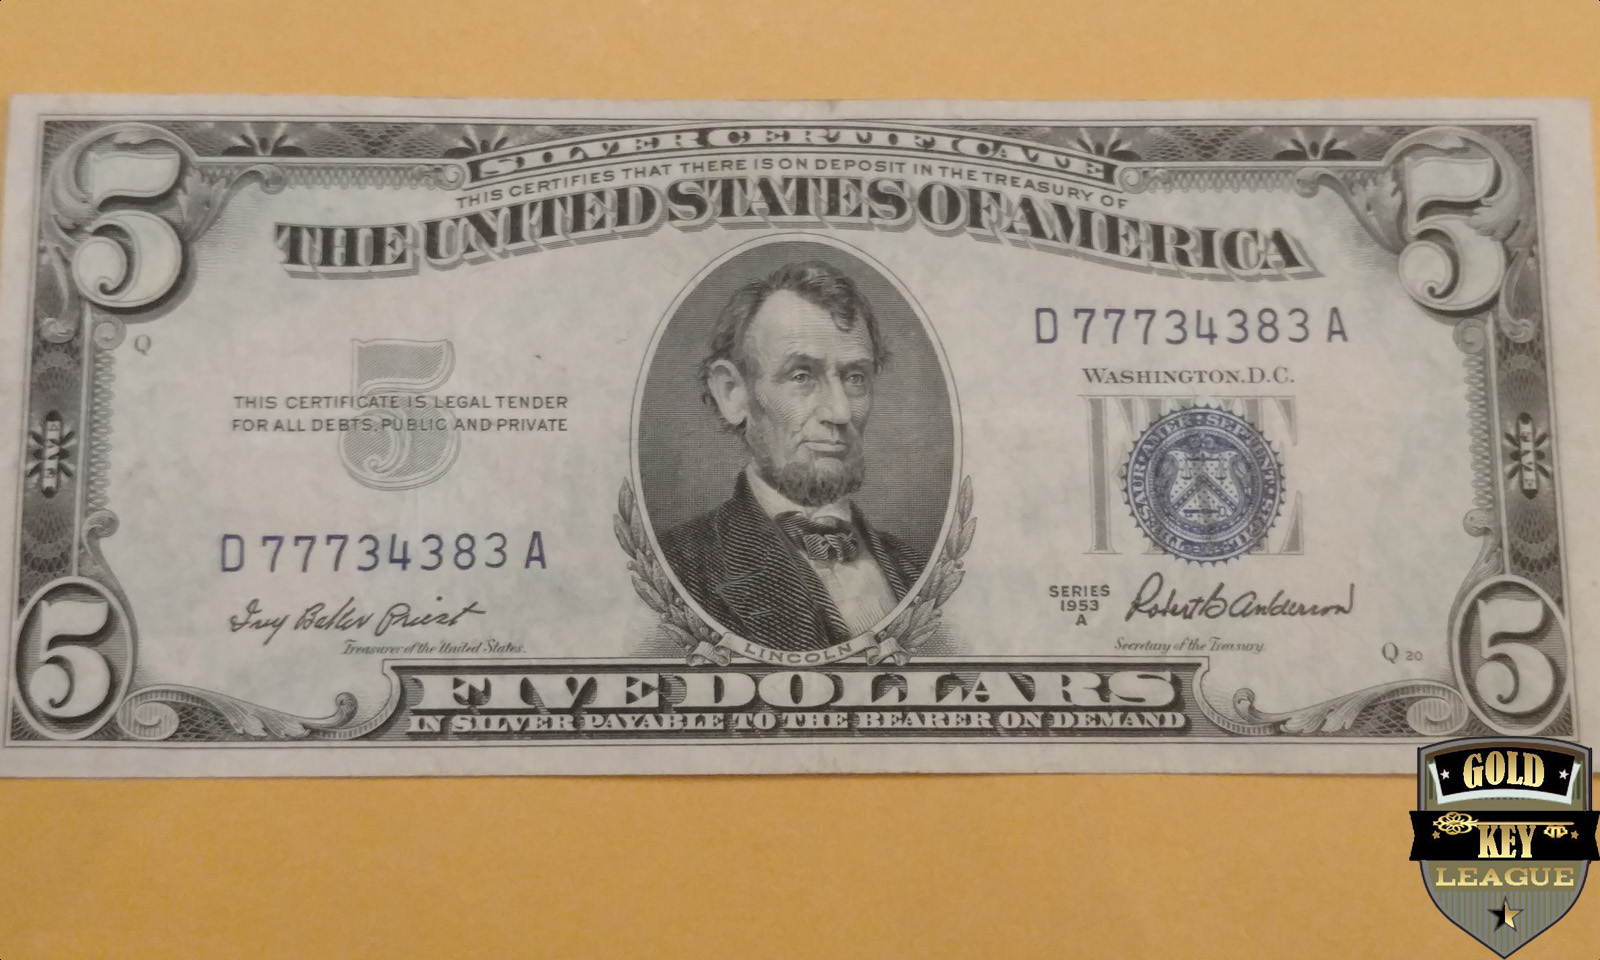 SILVER CERTIFICATE
THIS CERTIFIES THAT THERE IS ON DEPOSIT IN THE TREASURY OF
THE UNITED STATES OF AMERICA
5
5
D 77734383 A
Q
WASHINGTON, D.C.
5
THIS CERTIFICATE IS LEGAL TENDER
FOR ALL DEBTS, PUBLIC AND PRIVATE
FIVE
FIVE
FIVE
D 77734383 A
Ivy Baker Priest
Treasurer of the United States.
SERIES
1953
A
Robert B Anderson
Secretary of the Treasury.
Q 20
LINCOLN
5
5
FIVE DOLLARS
IN SILVER PAYABLE TO THE BEARER ON DEMAND
GOLD
KEY
LEAGUE